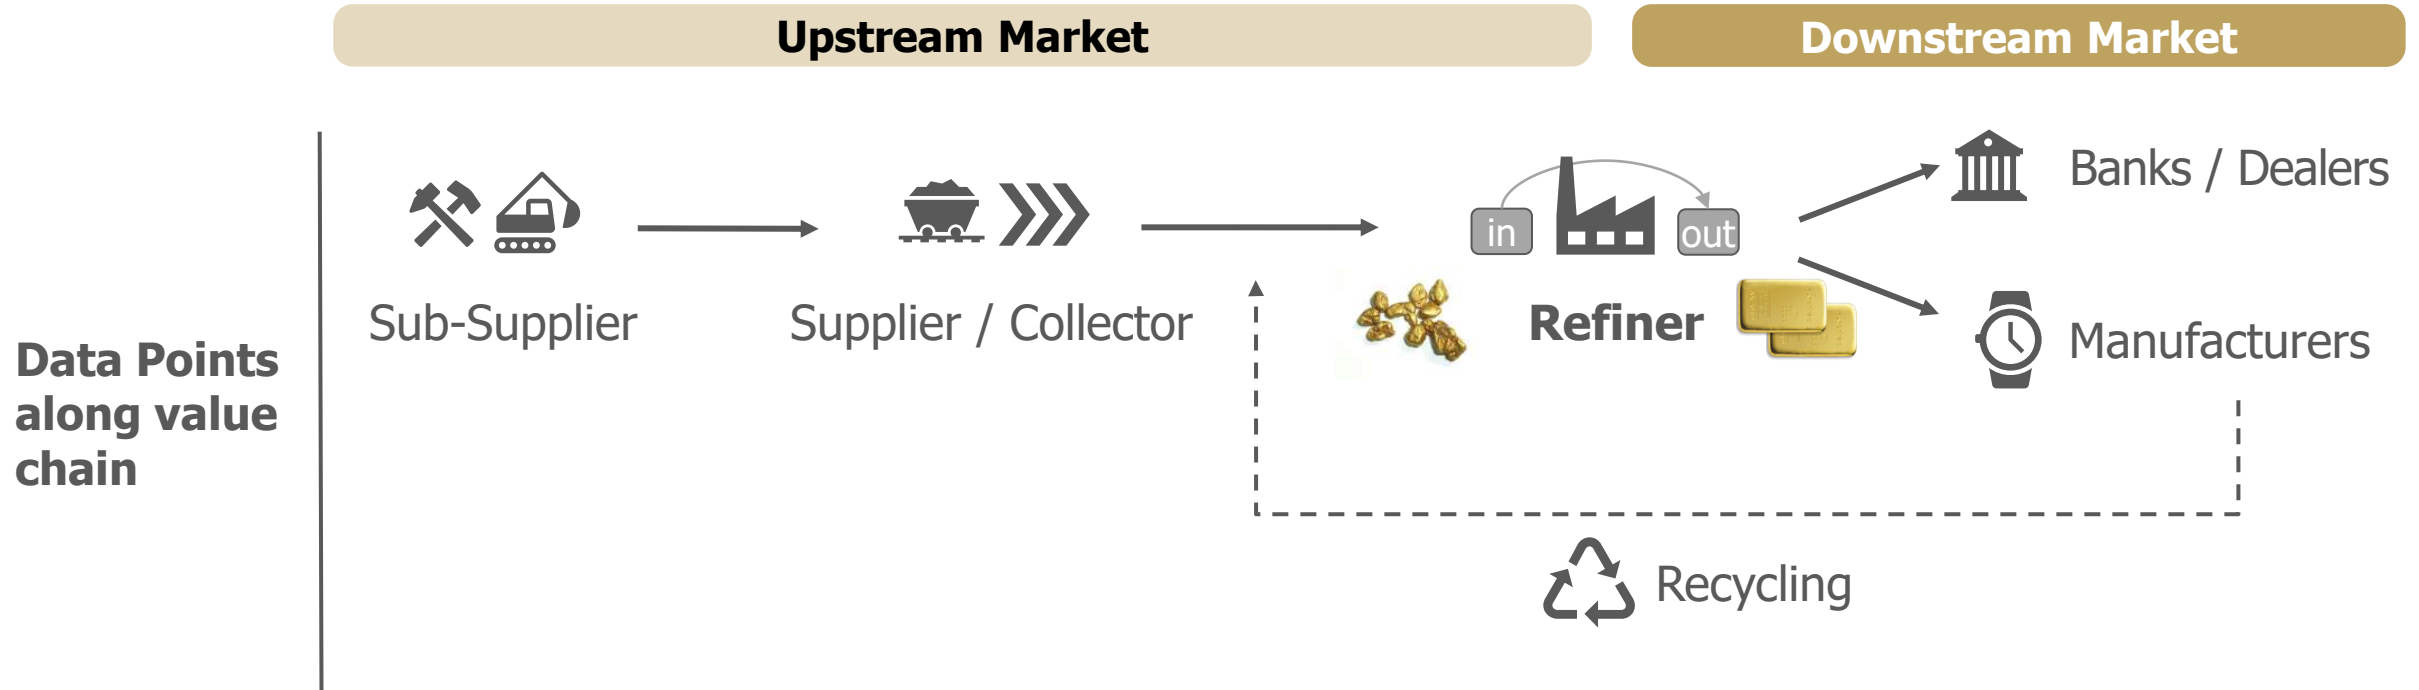 Upstream Market
Downstream Market
Data Points
along value
chain
Sub-Supplier
Supplier / Collector
in
out
Refiner
Banks / Dealers
Manufacturers
Recycling